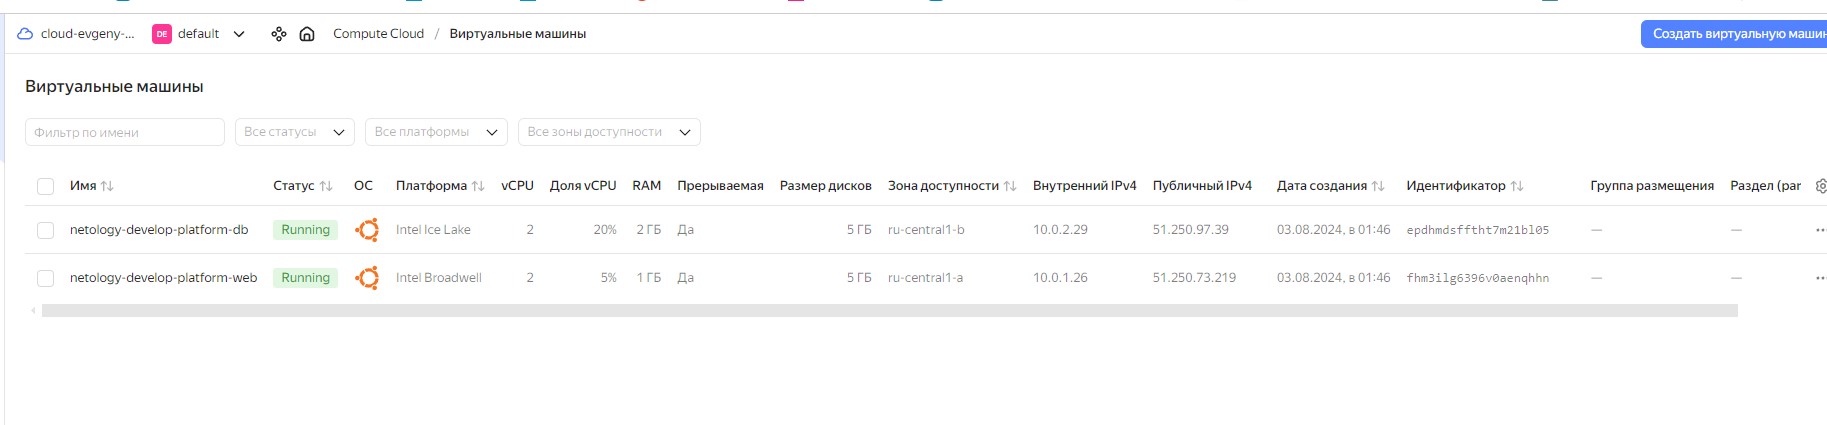 cloud-evgeny-... DE default Compute Cloud / Виртуальные машины Создать виртуальную машин
Виртуальные машины
Фильтр по имени Все статусы Все платформы Все зоны доступности
Имя Статус ОС Платформа vCPU Доля vCPU RAM Прерываемая Размер дисков Зона доступности Внутренний IPv4 Публичный IPv4 Дата создания Идентификатор Группа размещения Раздел (par
netology-develop-platform-db Running Intel Ice Lake 2 20% 2 ГБ Да 5 ГБ ru-central1-b 10.0.2.29 51.250.97.39 03.08.2024, в 01:46 epdhmdsfftht7m21bl05 — —
netology-develop-platform-web Running Intel Broadwell 2 5% 1 ГБ Да 5 ГБ ru-central1-a 10.0.1.26 51.250.73.219 03.08.2024, в 01:46 fhm3ilg6396v0aenqhhn — —